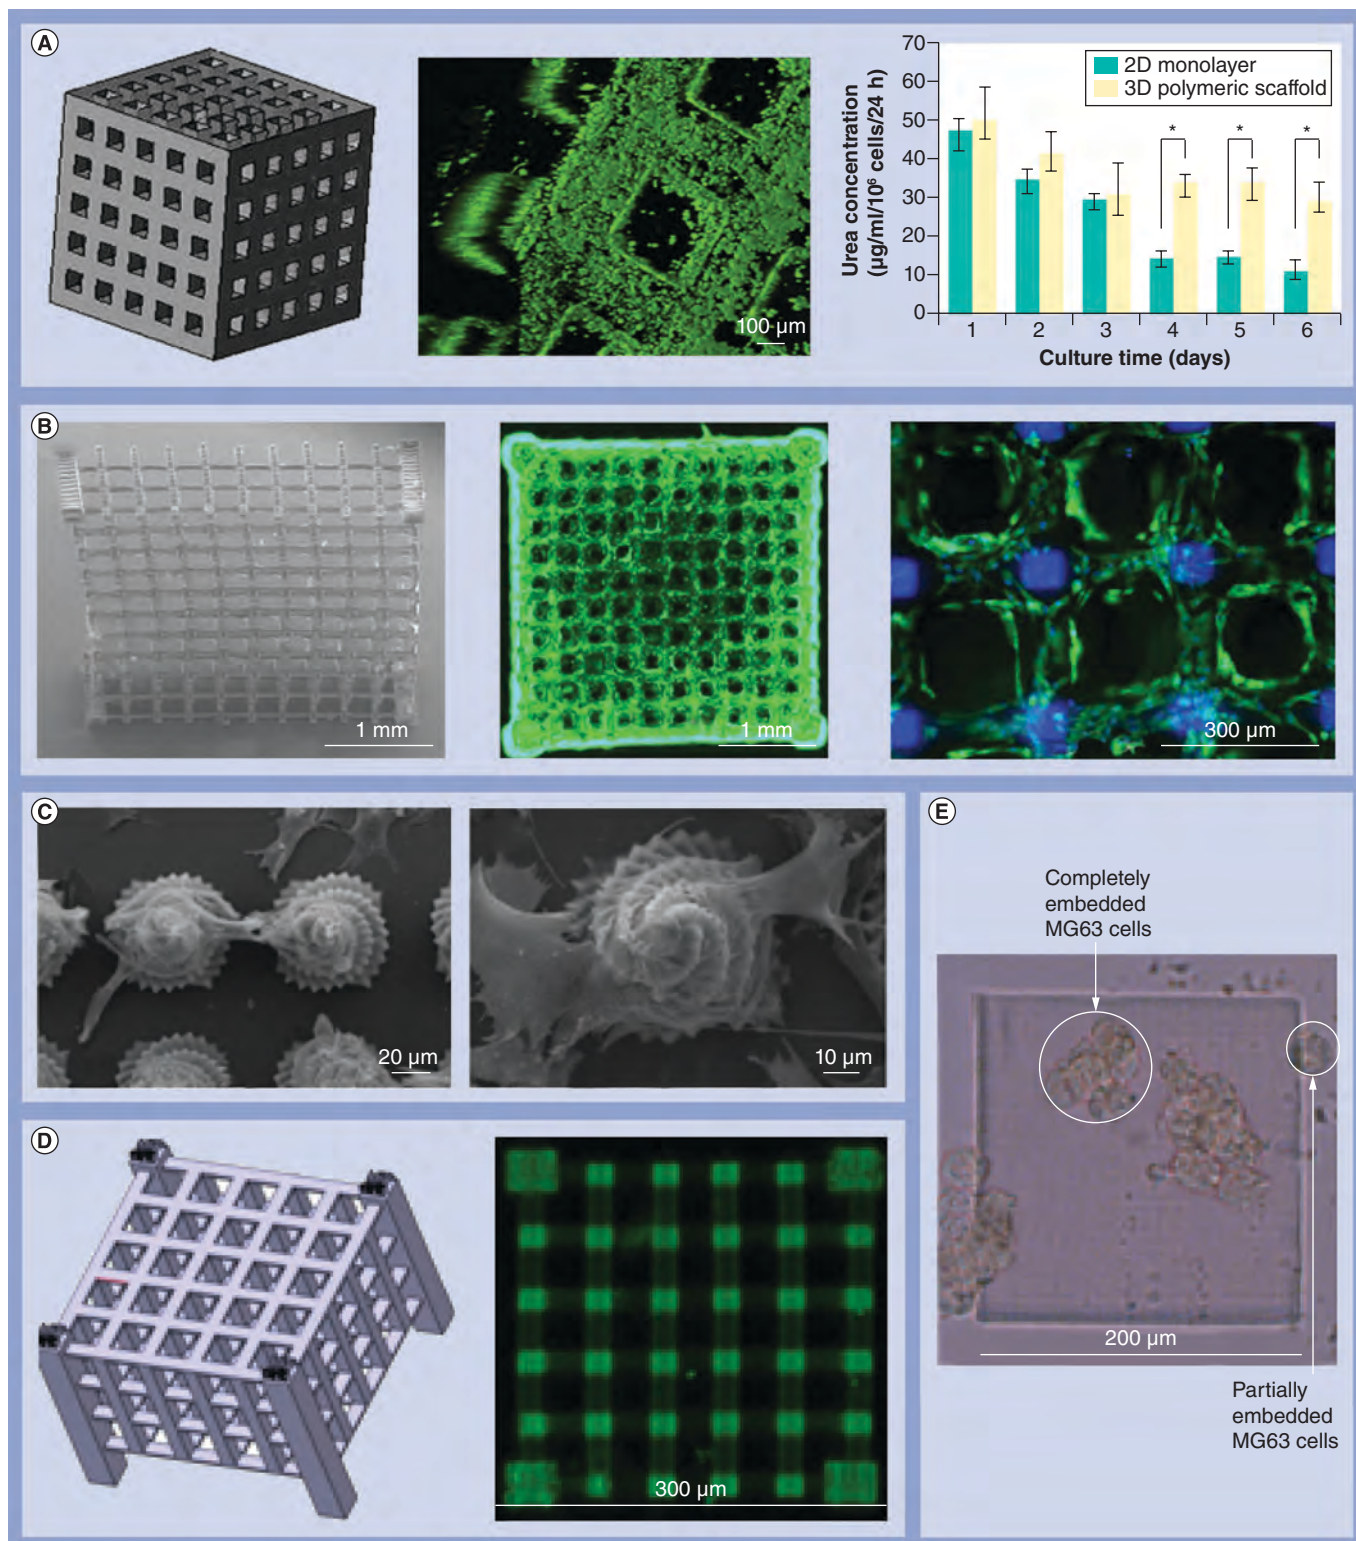 A
100 µm
70
60
50
40
30
20
10
0
Urea concentration
(µg/ml/10⁶ cells/24 h)
2D monolayer
3D polymeric scaffold
* * *
1 2 3 4 5 6
Culture time (days)
B
1 mm
1 mm
300 µm
C
20 µm
10 µm
E
Completely
embedded
MG63 cells
200 µm
Partially
embedded
MG63 cells
D
300 µm